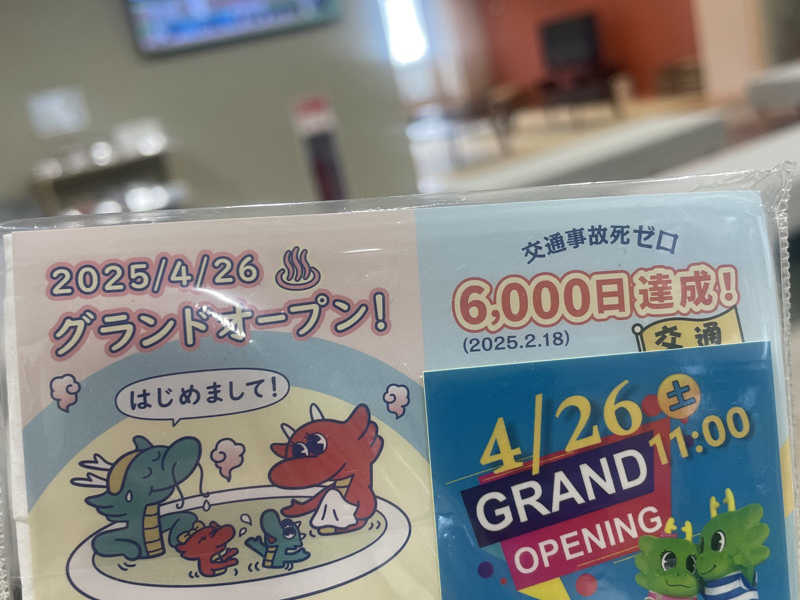 2025/4/26
グランドオープン!
はじめまして!
交通事故死ゼロ
6,000日達成!
(2025.2.18)
交通
4/26土
11:00
GRAND
OPENING